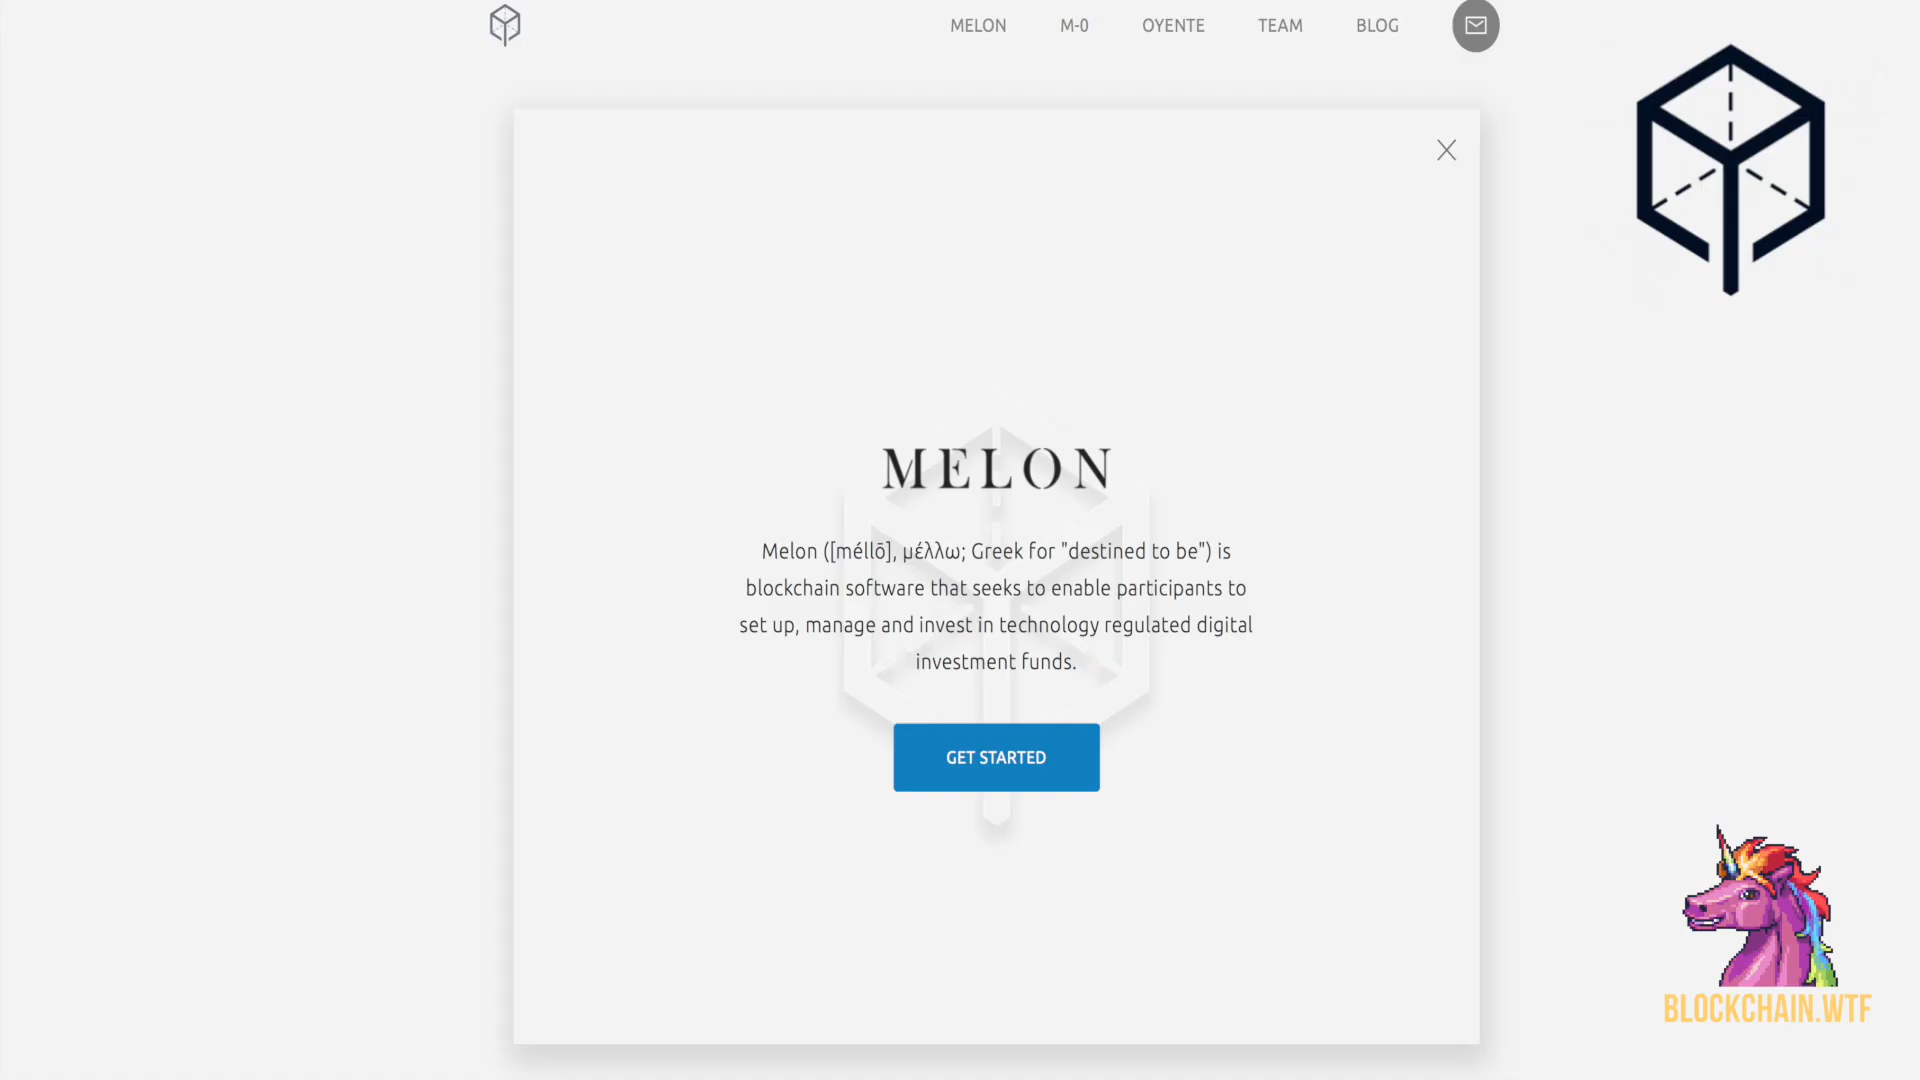 MELON
M-0
OYENTE
TEAM
BLOG
MELON
Melon ([méllō], μέλλω; Greek for "destined to be") is
blockchain software that seeks to enable participants to
set up, manage and invest in technology regulated digital
investment funds.
GET STARTED
BLOCKCHAIN.WTF